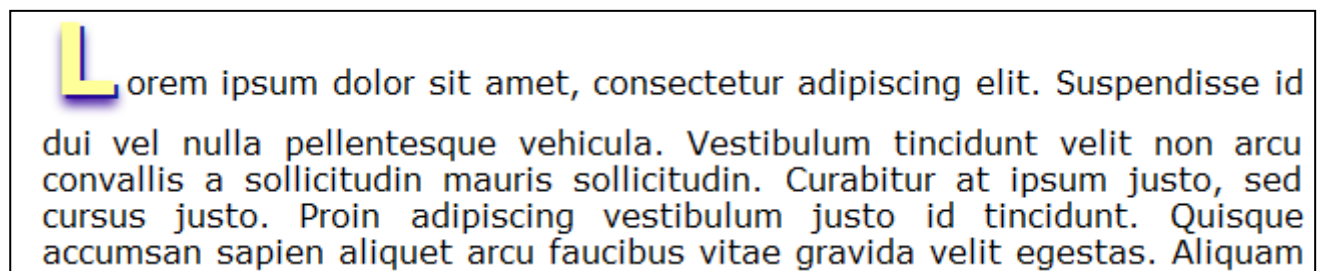 Lorem ipsum dolor sit amet, consectetur adipiscing elit. Suspendisse id
dui vel nulla pellentesque vehicula. Vestibulum tincidunt velit non arcu
convallis a sollicitudin mauris sollicitudin. Curabitur at ipsum justo, sed
cursus justo. Proin adipiscing vestibulum justo id tincidunt. Quisque
accumsan sapien aliquet arcu faucibus vitae gravida velit egestas. Aliquam